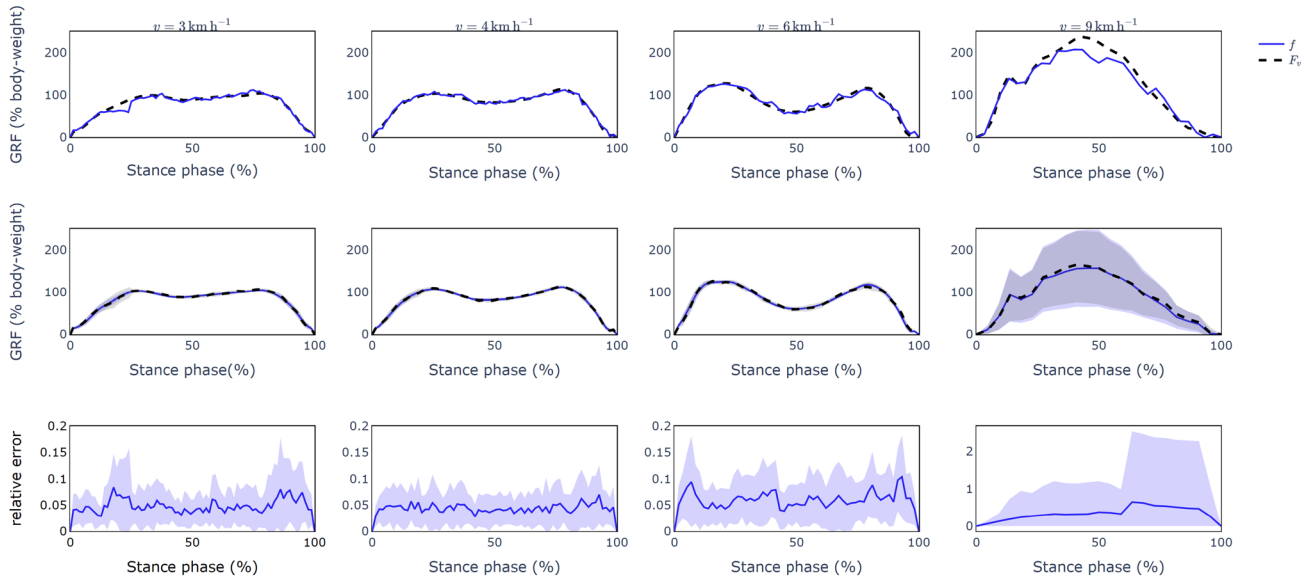 v = 3 km h⁻¹ v = 4 km h⁻¹ v = 6 km h⁻¹ v = 9 km h⁻¹
GRF (% body-weight)
200
100
0
0 50 100
Stance phase (%)
200
100
0
0 50 100
Stance phase (%)
200
100
0
0 50 100
Stance phase (%)
200
100
0
0 50 100
Stance phase (%)
f
F_v
GRF (% body-weight)
200
100
0
0 50 100
Stance phase(%)
200
100
0
0 50 100
Stance phase (%)
200
100
0
0 50 100
Stance phase (%)
200
100
0
0 50 100
Stance phase (%)
relative error
0.2
0.15
0.1
0.05
0
0 50 100
Stance phase (%)
0.2
0.15
0.1
0.05
0
0 50 100
Stance phase (%)
0.2
0.15
0.1
0.05
0
0 50 100
Stance phase (%)
2
1
0
0 50 100
Stance phase (%)